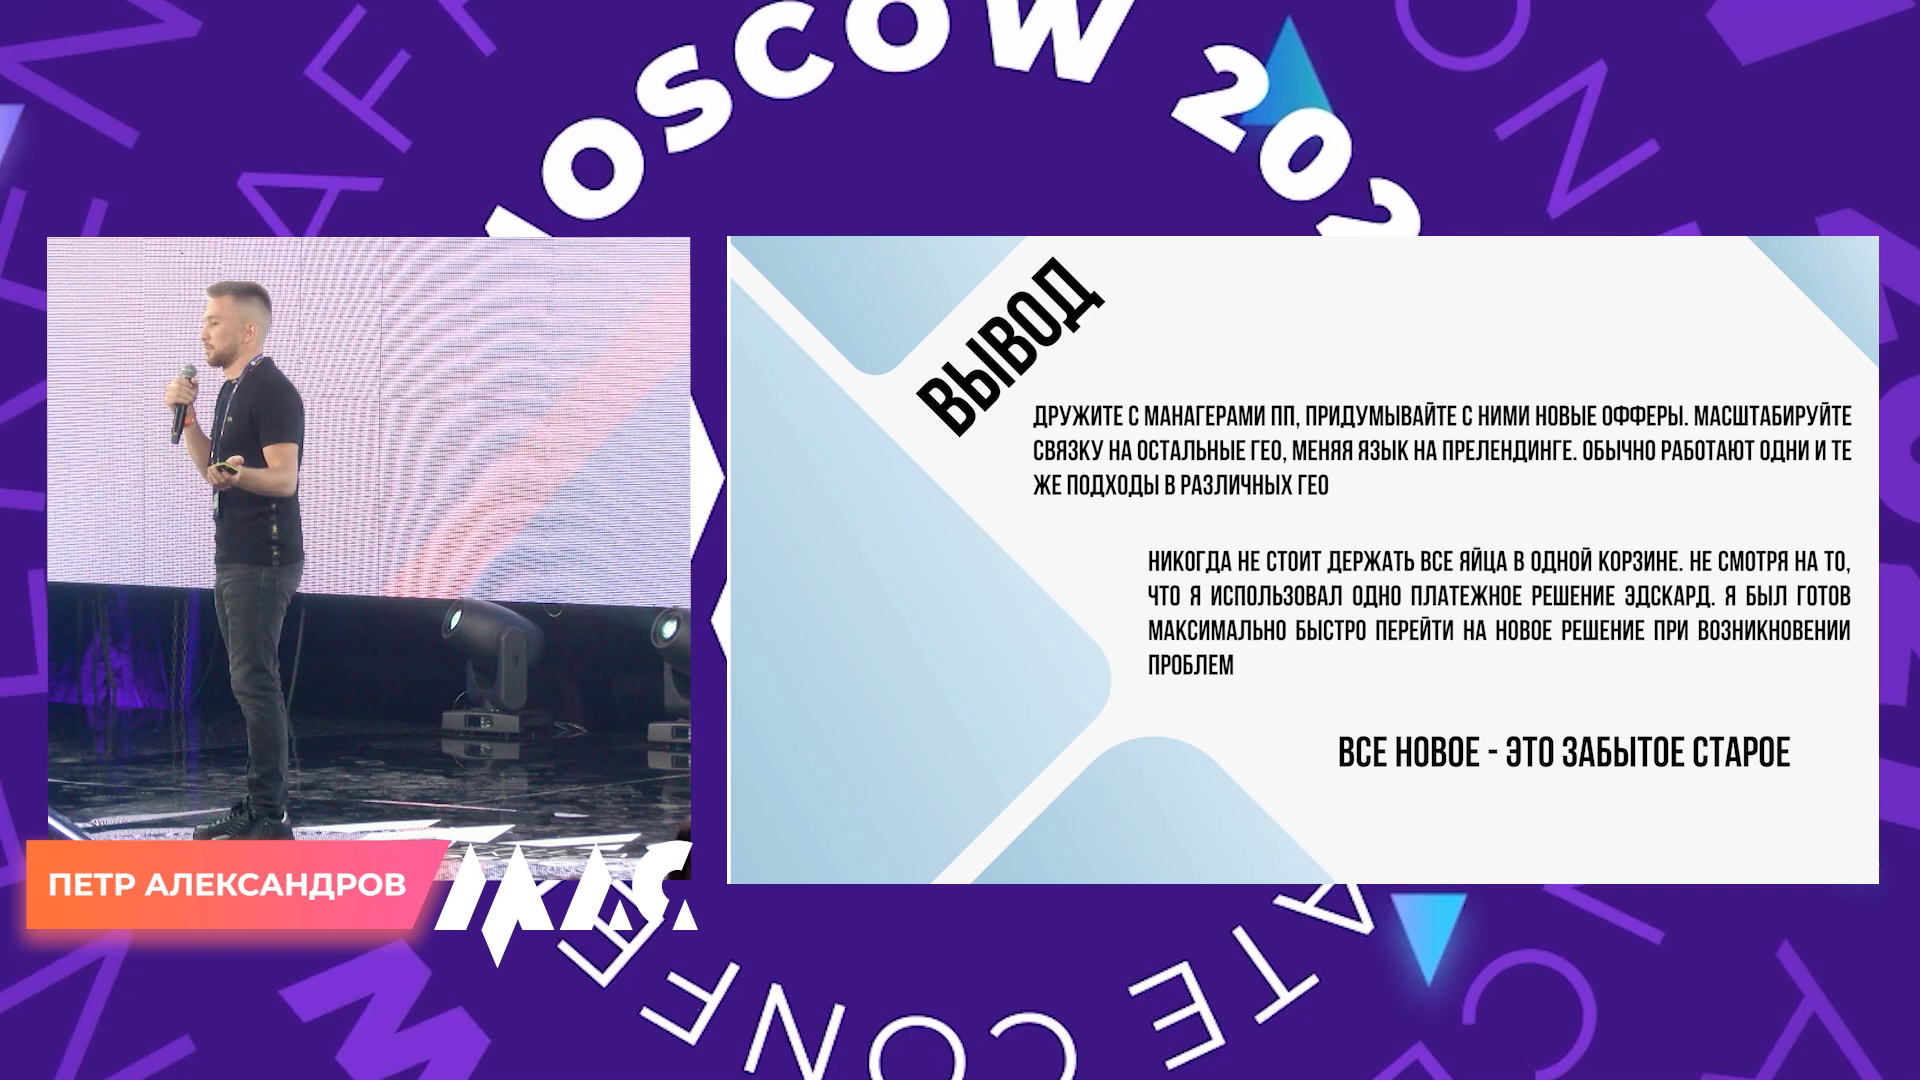 MOSCOW 202
ВЫВОД
ДРУЖИТЕ С МАНАГЕРАМИ ПП, ПРИДУМЫВАЙТЕ С НИМИ НОВЫЕ ОФФЕРЫ. МАСШТАБИРУЙТЕ
СВЯЗКУ НА ОСТАЛЬНЫЕ ГЕО, МЕНЯЯ ЯЗЫК НА ПРЕЛЕНДИНГЕ. ОБЫЧНО РАБОТАЮТ ОДНИ И ТЕ
ЖЕ ПОДХОДЫ В РАЗЛИЧНЫХ ГЕО
НИКОГДА НЕ СТОИТ ДЕРЖАТЬ ВСЕ ЯЙЦА В ОДНОЙ КОРЗИНЕ. НЕ СМОТРЯ НА ТО,
ЧТО Я ИСПОЛЬЗОВАЛ ОДНО ПЛАТЕЖНОЕ РЕШЕНИЕ ЭДСКАРД. Я БЫЛ ГОТОВ
МАКСИМАЛЬНО БЫСТРО ПЕРЕЙТИ НА НОВОЕ РЕШЕНИЕ ПРИ ВОЗНИКНОВЕНИИ
ПРОБЛЕМ
ВСЕ НОВОЕ - ЭТО ЗАБЫТОЕ СТАРОЕ
ПЕТР АЛЕКСАНДРОВ
ATE CONFE